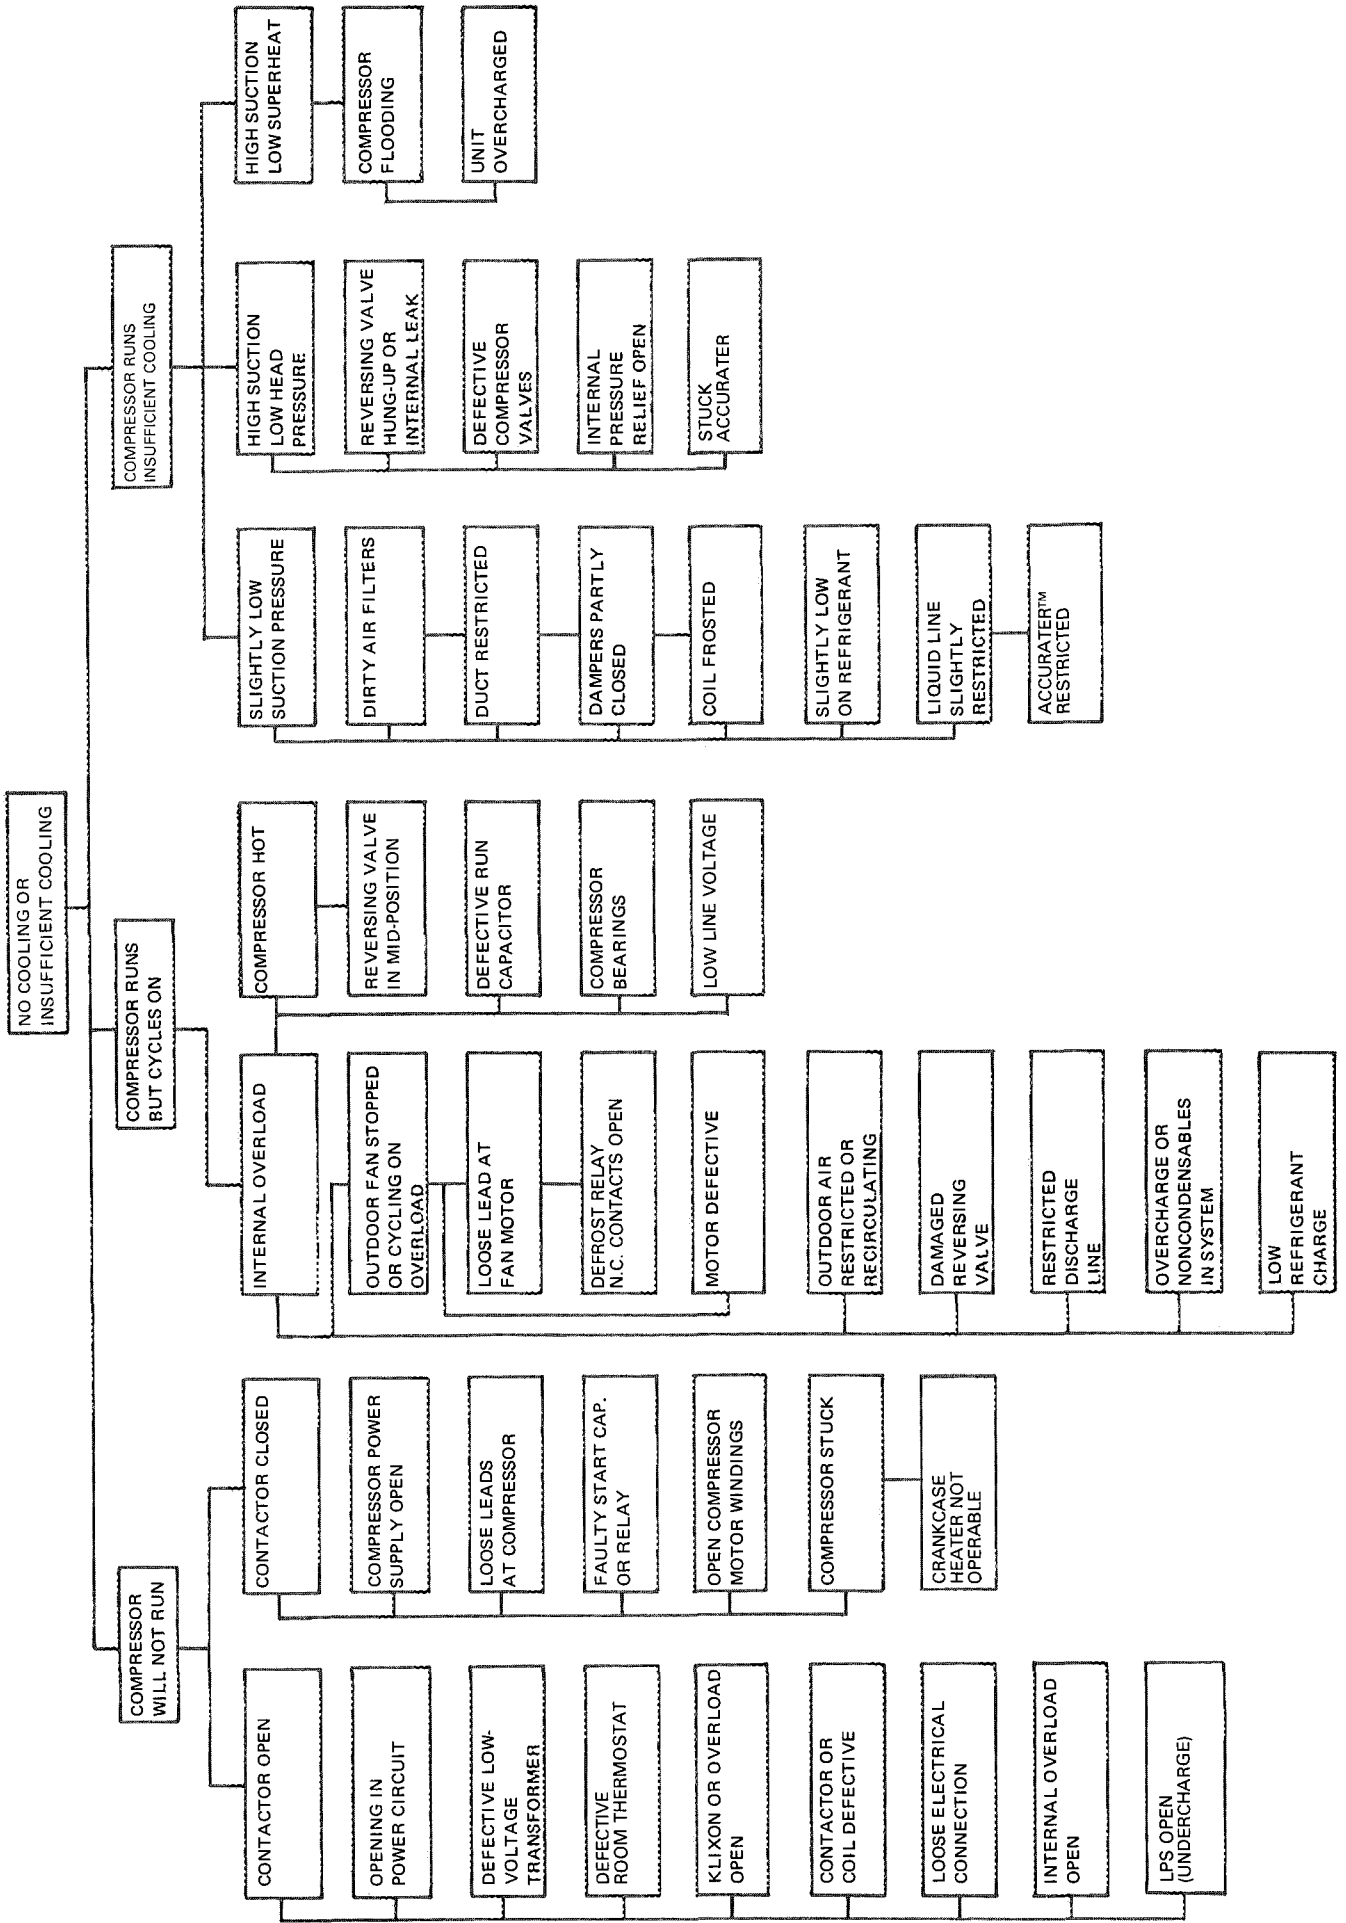 NO COOLING OR
INSUFFICIENT COOLING
COMPRESSOR
WILL NOT RUN
COMPRESSOR RUNS
BUT CYCLES ON
COMPRESSOR RUNS
INSUFFICIENT COOLING
CONTACTOR OPEN
OPENING IN
POWER CIRCUIT
DEFECTIVE LOW-
VOLTAGE
TRANSFORMER
DEFECTIVE
ROOM THERMOSTAT
KLIXON OR OVERLOAD
OPEN
CONTACTOR OR
COIL DEFECTIVE
LOOSE ELECTRICAL
CONNECTION
INTERNAL OVERLOAD
OPEN
LPS OPEN
(UNDERCHARGE)
CONTACTOR CLOSED
COMPRESSOR POWER
SUPPLY OPEN
LOOSE LEADS
AT COMPRESSOR
FAULTY START CAP.
OR RELAY
OPEN COMPRESSOR
MOTOR WINDINGS
COMPRESSOR STUCK
CRANKCASE
HEATER NOT
OPERABLE
INTERNAL OVERLOAD
OUTDOOR FAN STOPPED
OR CYCLING ON
OVERLOAD
LOOSE LEAD AT
FAN MOTOR
DEFROST RELAY
N.C. CONTACTS OPEN
MOTOR DEFECTIVE
OUTDOOR AIR
RESTRICTED OR
RECIRCULATING
DAMAGED
REVERSING
VALVE
RESTRICTED
DISCHARGE
LINE
OVERCHARGE OR
NONCONDENSABLES
IN SYSTEM
LOW
REFRIGERANT
CHARGE
COMPRESSOR HOT
REVERSING VALVE
IN MID-POSITION
DEFECTIVE RUN
CAPACITOR
COMPRESSOR
BEARINGS
LOW LINE VOLTAGE
SLIGHTLY LOW
SUCTION PRESSURE
DIRTY AIR FILTERS
DUCT RESTRICTED
DAMPERS PARTLY
CLOSED
COIL FROSTED
SLIGHTLY LOW
ON REFRIGERANT
LIQUID LINE
SLIGHTLY
RESTRICTED
ACCURATER™
RESTRICTED
HIGH SUCTION
LOW HEAD
PRESSURE
REVERSING VALVE
HUNG-UP OR
INTERNAL LEAK
DEFECTIVE
COMPRESSOR
VALVES
INTERNAL
PRESSURE
RELIEF OPEN
STUCK
ACCURATER
HIGH SUCTION
LOW SUPERHEAT
COMPRESSOR
FLOODING
UNIT
OVERCHARGED